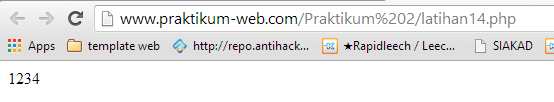 www.praktikum-web.com/Praktikum%202/latihan14.php
Apps template web http://repo.antihack... ★Rapidleech / Leec... SIAKAD
1234